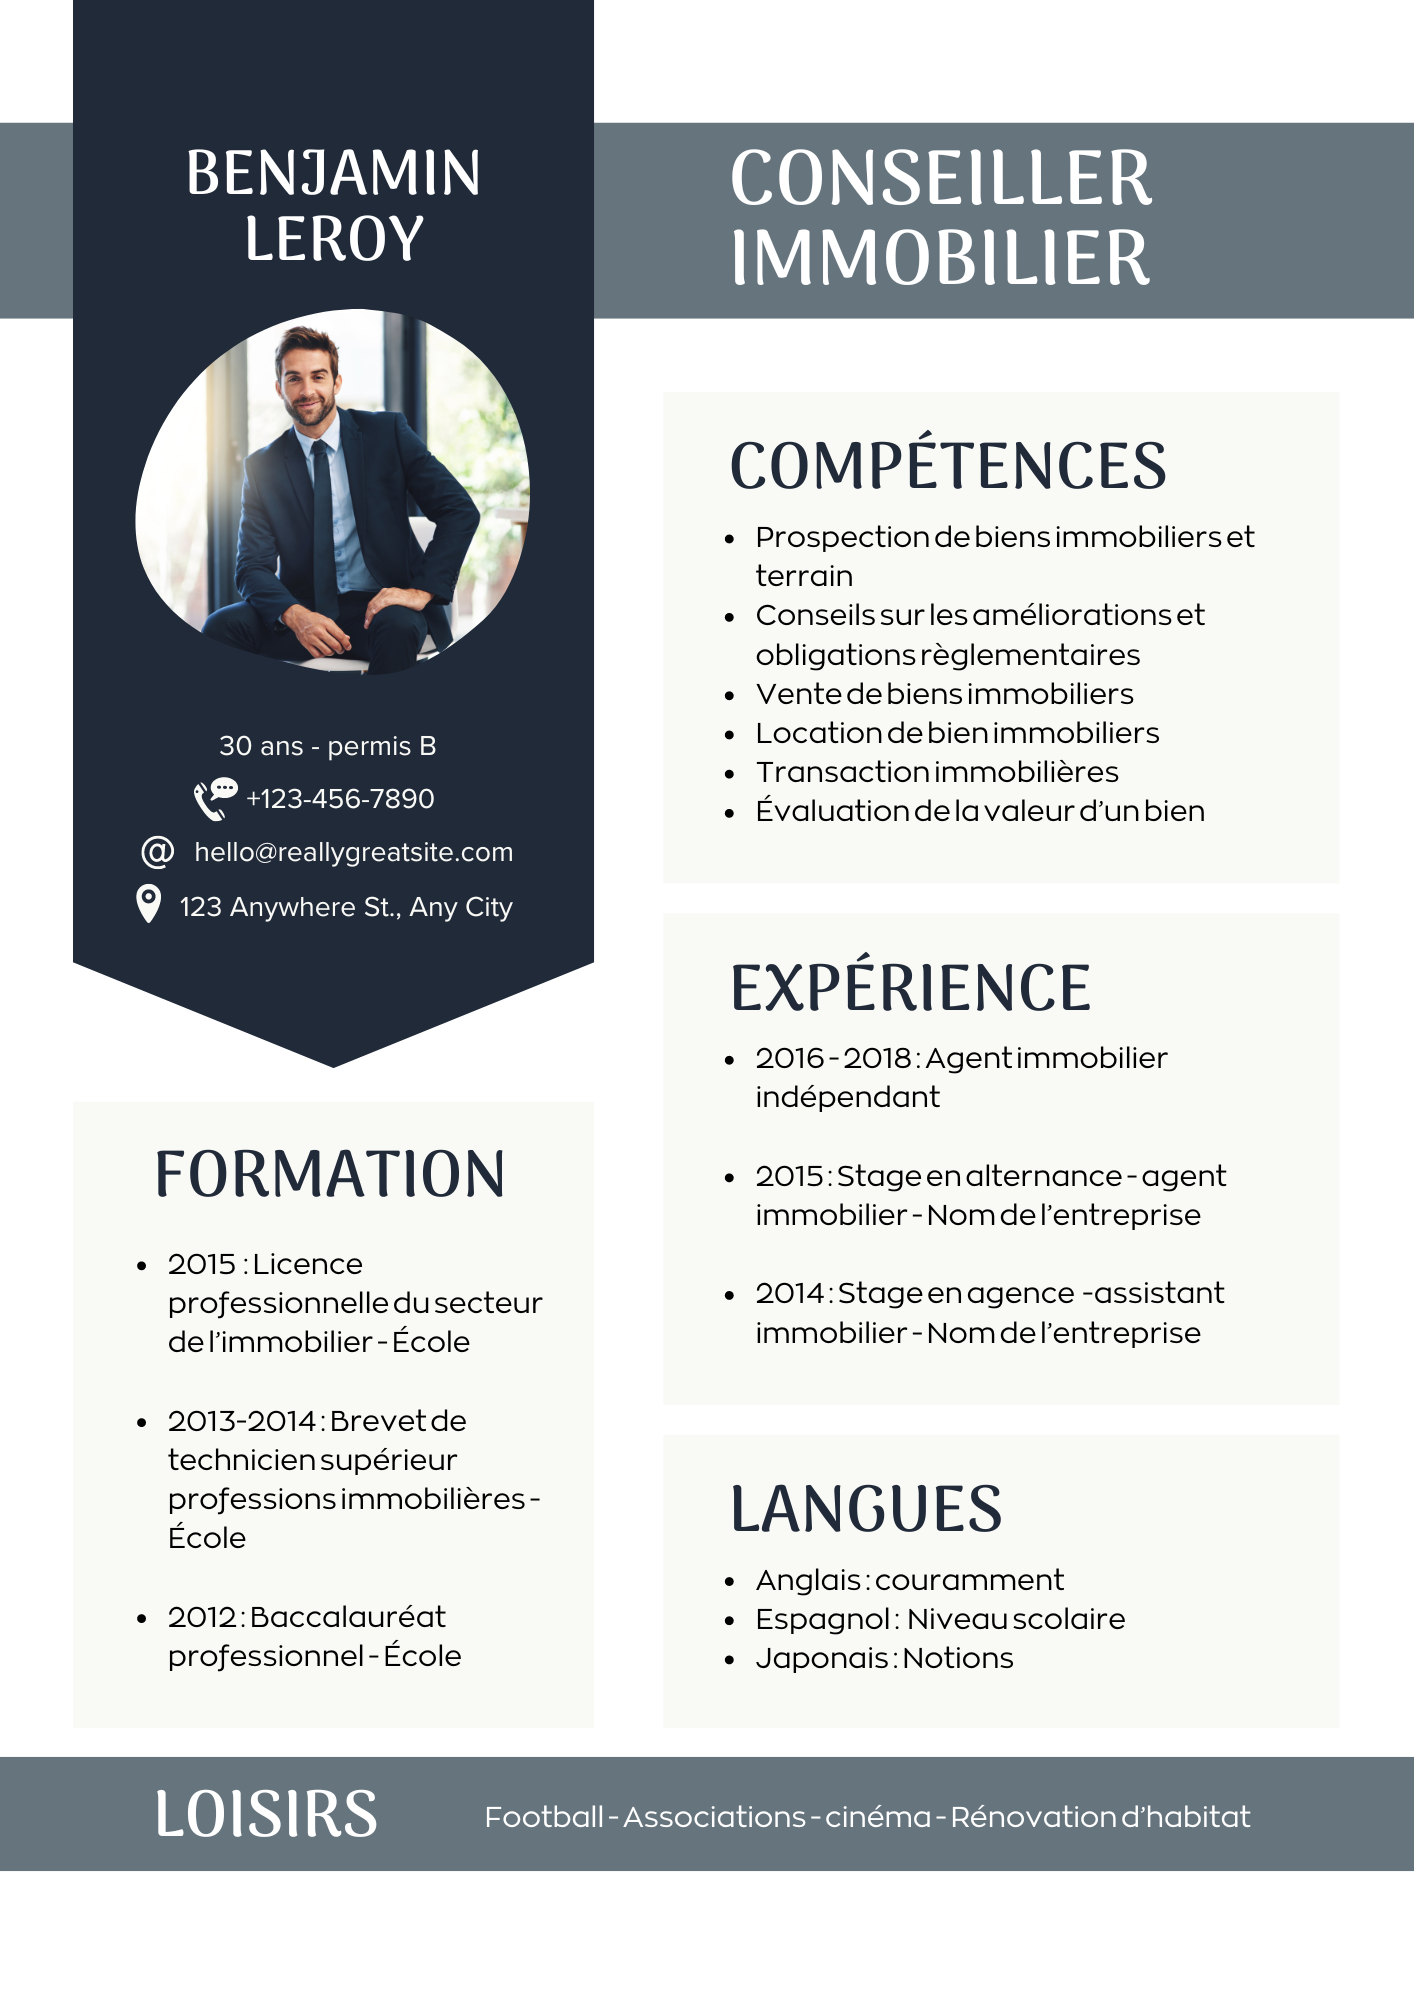 BENJAMIN
LEROY
CONSEILLER
IMMOBILIER
30 ans - permis B
+123-456-7890
@ hello@reallygreatsite.com
123 Anywhere St., Any City
FORMATION
• 2015 : Licence
professionnelle du secteur
de l’immobilier - École
• 2013-2014 : Brevet de
technicien supérieur
professions immobilières -
École
• 2012 : Baccalauréat
professionnel - École
COMPÉTENCES
• Prospection de biens immobiliers et
terrain
• Conseils sur les améliorations et
obligations règlementaires
• Vente de biens immobiliers
• Location de bien immobiliers
• Transaction immobilières
• Évaluation de la valeur d’un bien
EXPÉRIENCE
• 2016 - 2018 : Agent immobilier
indépendant
• 2015 : Stage en alternance - agent
immobilier - Nom de l’entreprise
• 2014 : Stage en agence -assistant
immobilier - Nom de l’entreprise
LANGUES
• Anglais : couramment
• Espagnol : Niveau scolaire
• Japonais : Notions
LOISIRS
Football - Associations - cinéma - Rénovation d’habitat